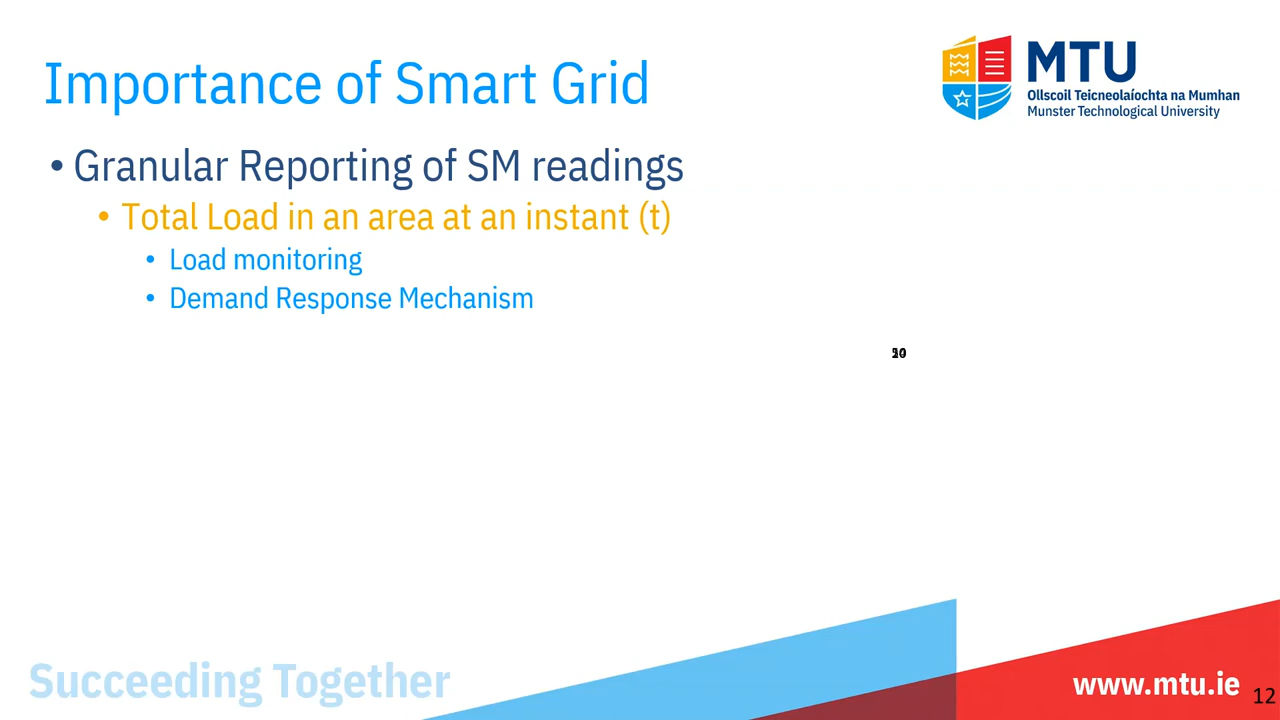 Importance of Smart Grid
MTU
Ollscoil Teicneolaíochta na Mumhan
Munster Technological University
• Granular Reporting of SM readings
• Total Load in an area at an instant (t)
• Load monitoring
• Demand Response Mechanism
Succeeding Together
www.mtu.ie
12